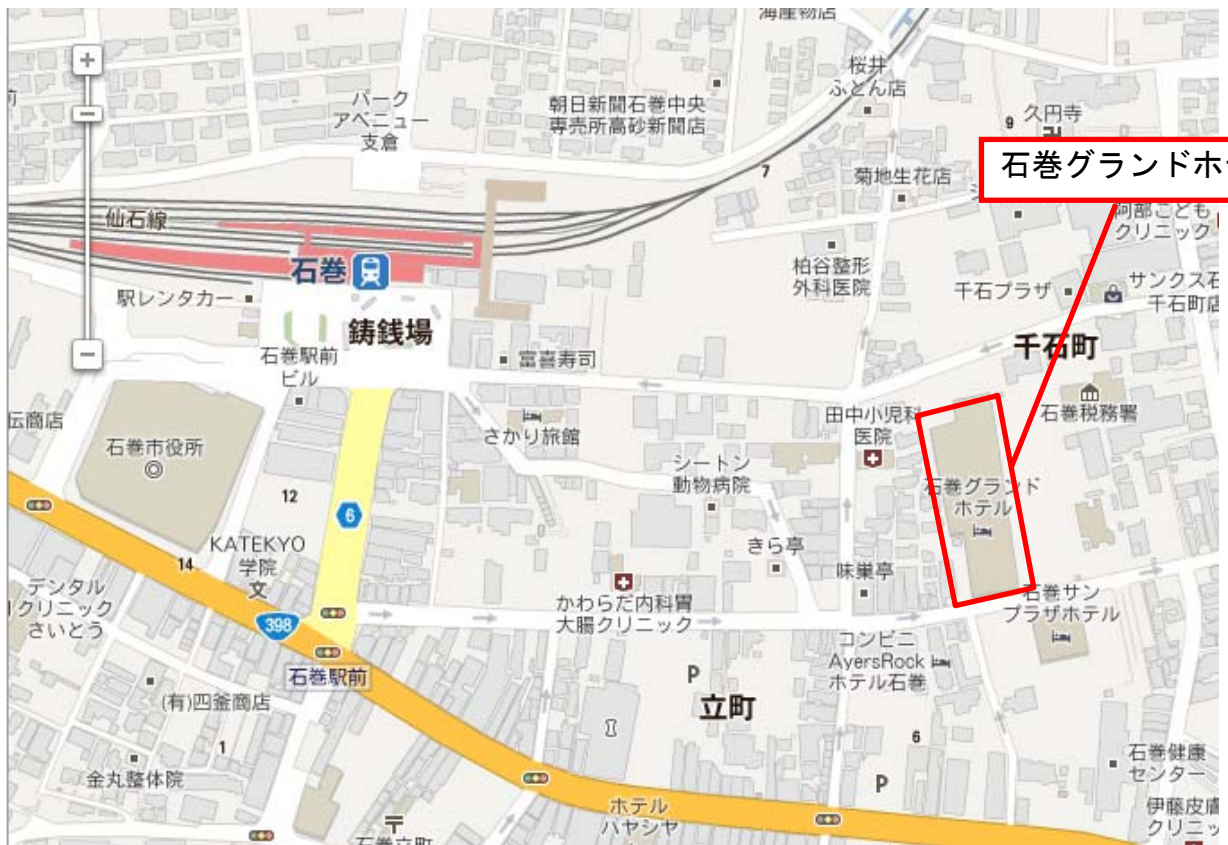 海産物店
桜井
ふとん店
パーク
アベニュー
支倉
朝日新聞石巻中央
専売所高砂新聞店
9
久円寺
石巻グランドホ
7
菊地生花店
仙石線
阿部こども
クリニック
石巻
柏谷整形
外科医院
駅レンタカー
千石プラザ
サンクス石
千石町店
鋳銭場
千石町
石巻駅前
ビル
富喜寿司
伝商店
石巻市役所
さかり旅館
田中小児科
医院
石巻税務署
シートン
動物病院
石巻グランド
ホテル
12
6
KATEKYO
学院
文
14
きら亭
味巣亭
デンタル
クリニック
さいとう
かわらだ内科胃
大腸クリニック
石巻サン
プラザホテル
398
石巻駅前
コンビニ
AyersRock
ホテル石巻
P
(有)四釜商店
立町
1
6
石巻健康
センター
金丸整体院
P
ホテル
ハヤシヤ
伊藤皮膚
クリニッ
石巻立町